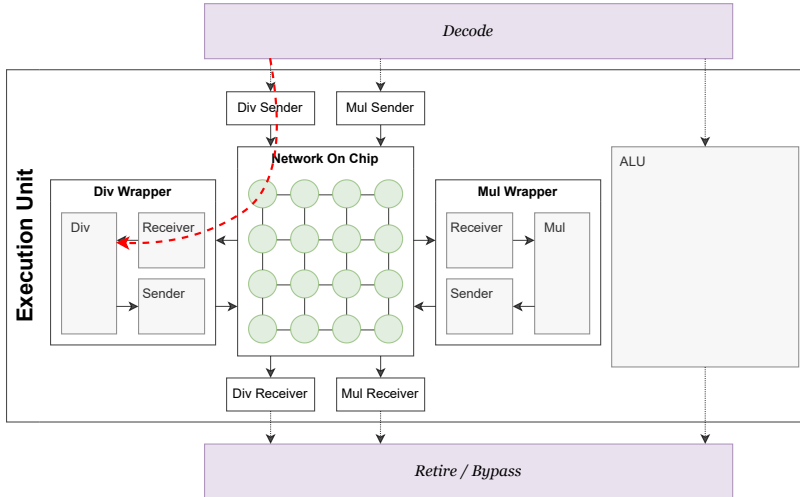 Decode
Div Sender
Mul Sender
Network On Chip
ALU
Execution Unit
Div Wrapper
Mul Wrapper
Div
Receiver
Receiver
Mul
Sender
Sender
Div Receiver
Mul Receiver
Retire / Bypass